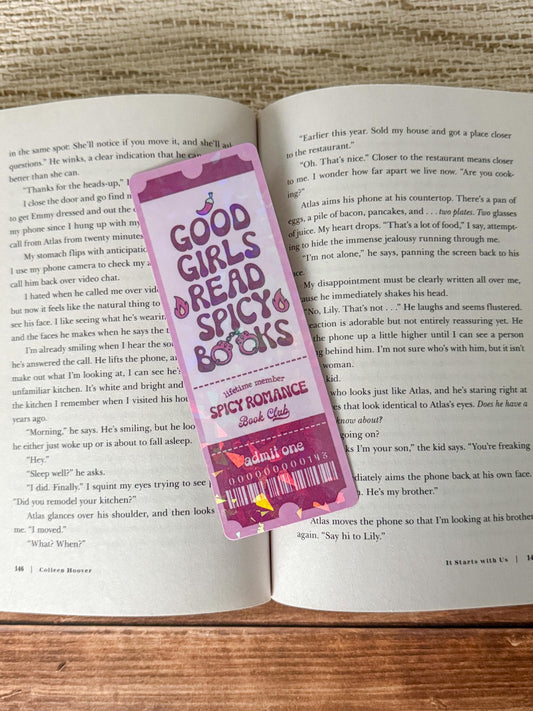 in the same spot. She'll notice if you move it, and she'll
questions." He winks, a clear indication that he can
better than she can.
"Thanks for the heads-up,"
I close the door and go find
to get Emmy dressed and out the
my phone since I hung up with my
call from Atlas from twenty minutes
My stomach flips with anticipation
I use my phone camera to check my
call him back over video chat.
I hated when he called me over
but now it feels like the natural thing to
see his face. I like seeing what he's
and the faces he makes when he says the
I'm already smiling when I hear the
he's answered the call. He lifts the phone,
make out what I'm looking at, I can see he's
unfamiliar kitchen. It's white and bright and
the kitchen I remember when I visited his
years ago.
"Morning," he says. He's smiling, but he
he either just woke up or is about to fall asleep.
"Hey."
"Sleep well?" he asks.
"I did. Finally." I squint my eyes trying to see
"Did you remodel your kitchen?"
Atlas glances over his shoulder, and then looks
me. "I moved."
"What? When?"
146 | Colleen Hoover
GOOD
GIRLS
READ
SPICY
BOOKS
lifetime member
SPICY ROMANCE
Book Club
admit one
000000000143
"Earlier this year. Sold my house and got a place closer
to the restaurant."
"Oh. That's nice." Closer to the restaurant means closer
to me. I wonder how far apart we live now. "Are you cook-
ing?"
Atlas aims his phone at his countertop. There's a pan of
eggs, a pile of bacon, pancakes, and . . . two plates. Two glasses
of juice. My heart drops. "That's a lot of food," I say, attempt-
ing to hide the immense jealousy running through me.
"I'm not alone," he says, panning the screen back to his
My disappointment must be clearly written all over me,
he immediately shakes his head.
"No, Lily. That's not . . ." He laughs and seems flustered.
reaction is adorable but not entirely reassuring yet. He
the phone up a little higher until I can see a person
behind him. I'm not sure who's with him, but it isn't
woman.
kid.
who looks just like Atlas, and he's staring at
that look identical to Atlas's eyes. Does he have a
know about?
going on?
I'm your son," the kid says. "You're freaking
aims the phone back at his own face.
He's my brother."
Atlas moves the phone so that I'm looking at his brother
again. "Say hi to Lily."
It Starts with Us |